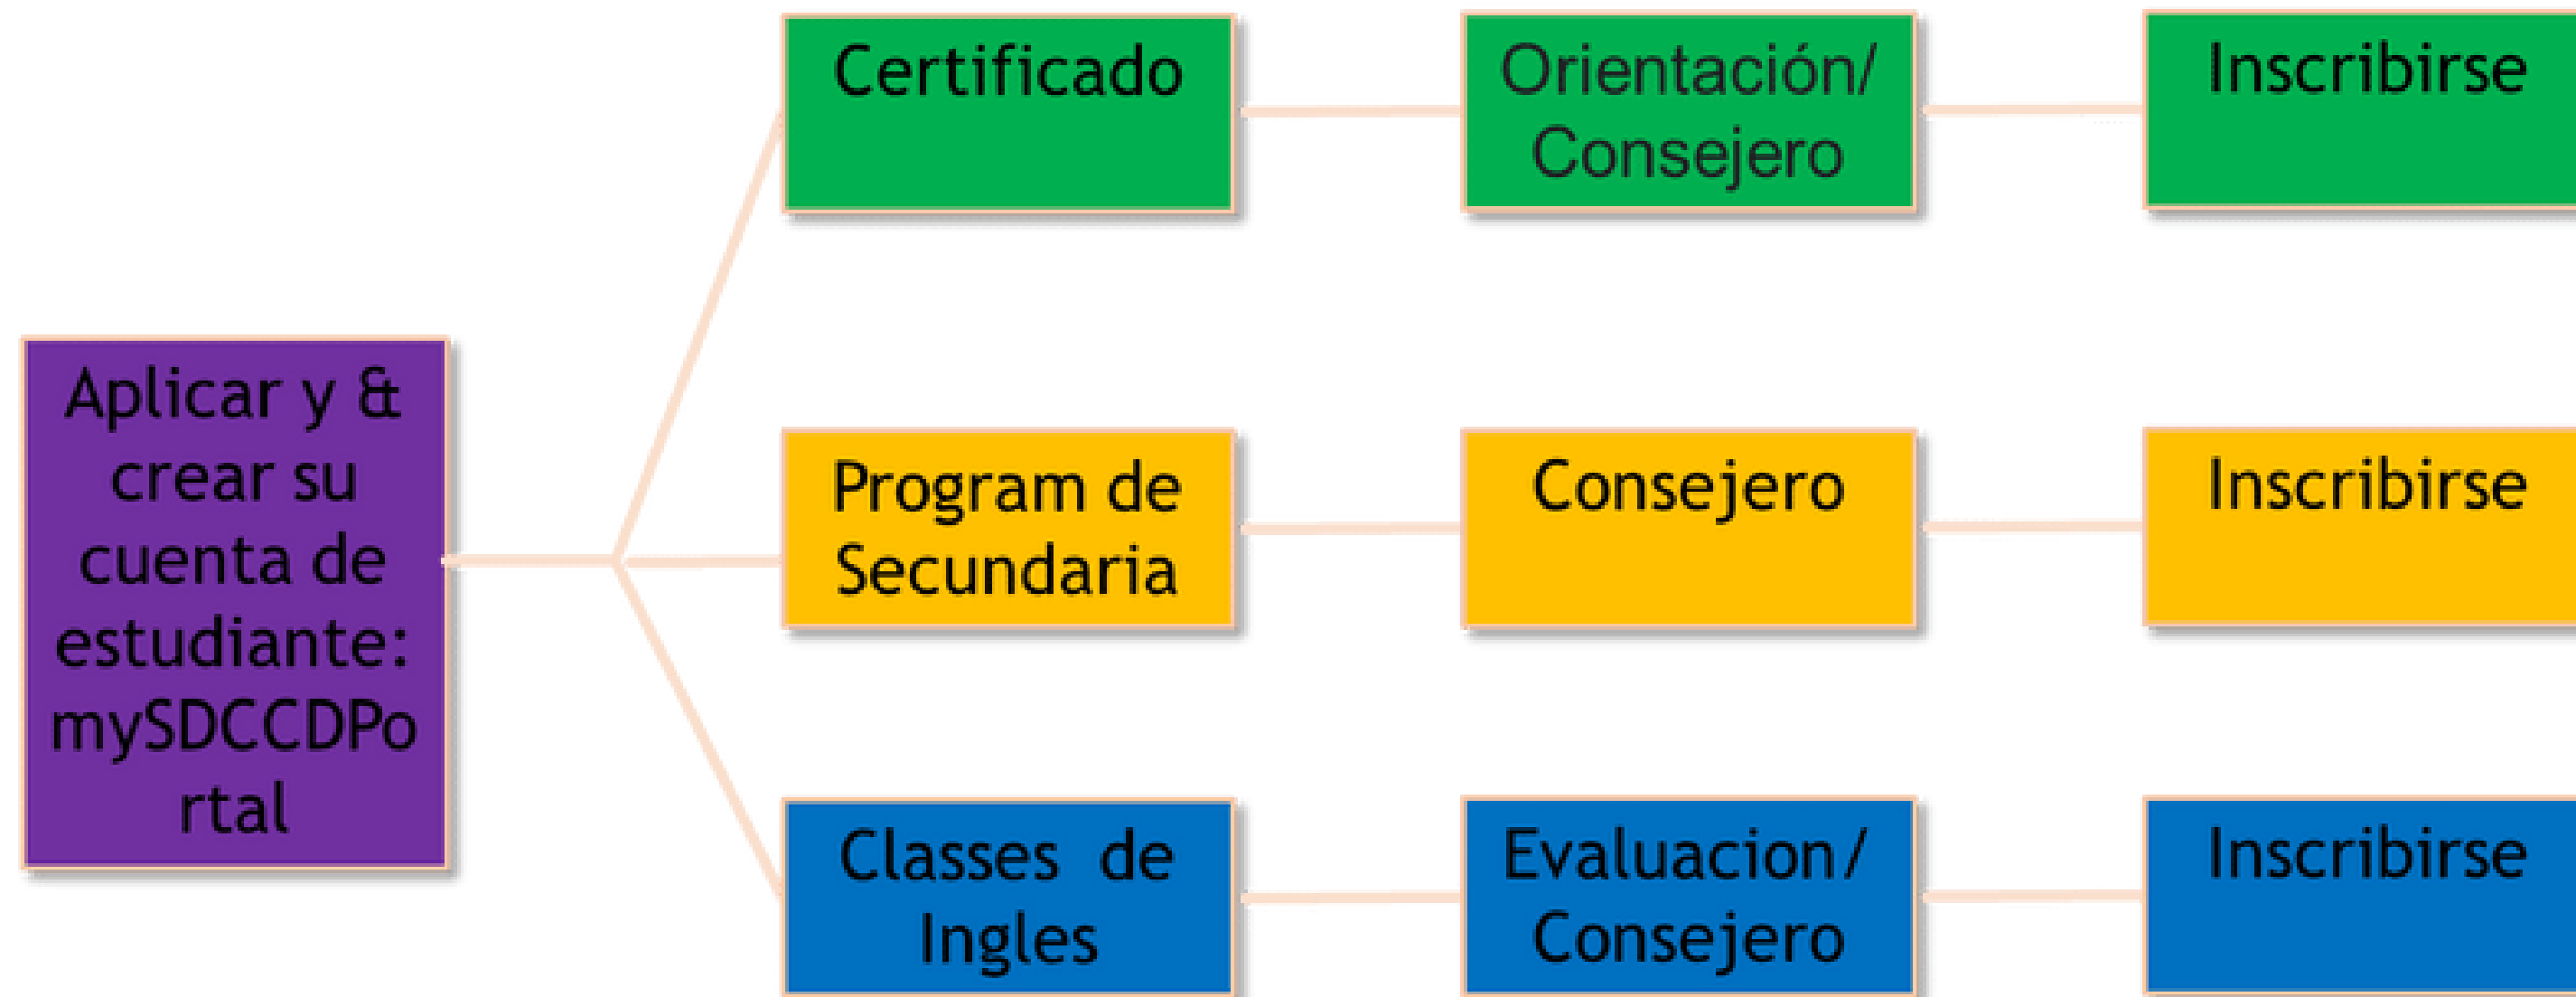 Aplicar y &
crear su
cuenta de
estudiante:
mySDCCDPo
rtal
Certificado
Orientación/
Consejero
Inscribirse
Program de
Secundaria
Consejero
Inscribirse
Classes  de
Ingles
Evaluacion/
Consejero
Inscribirse